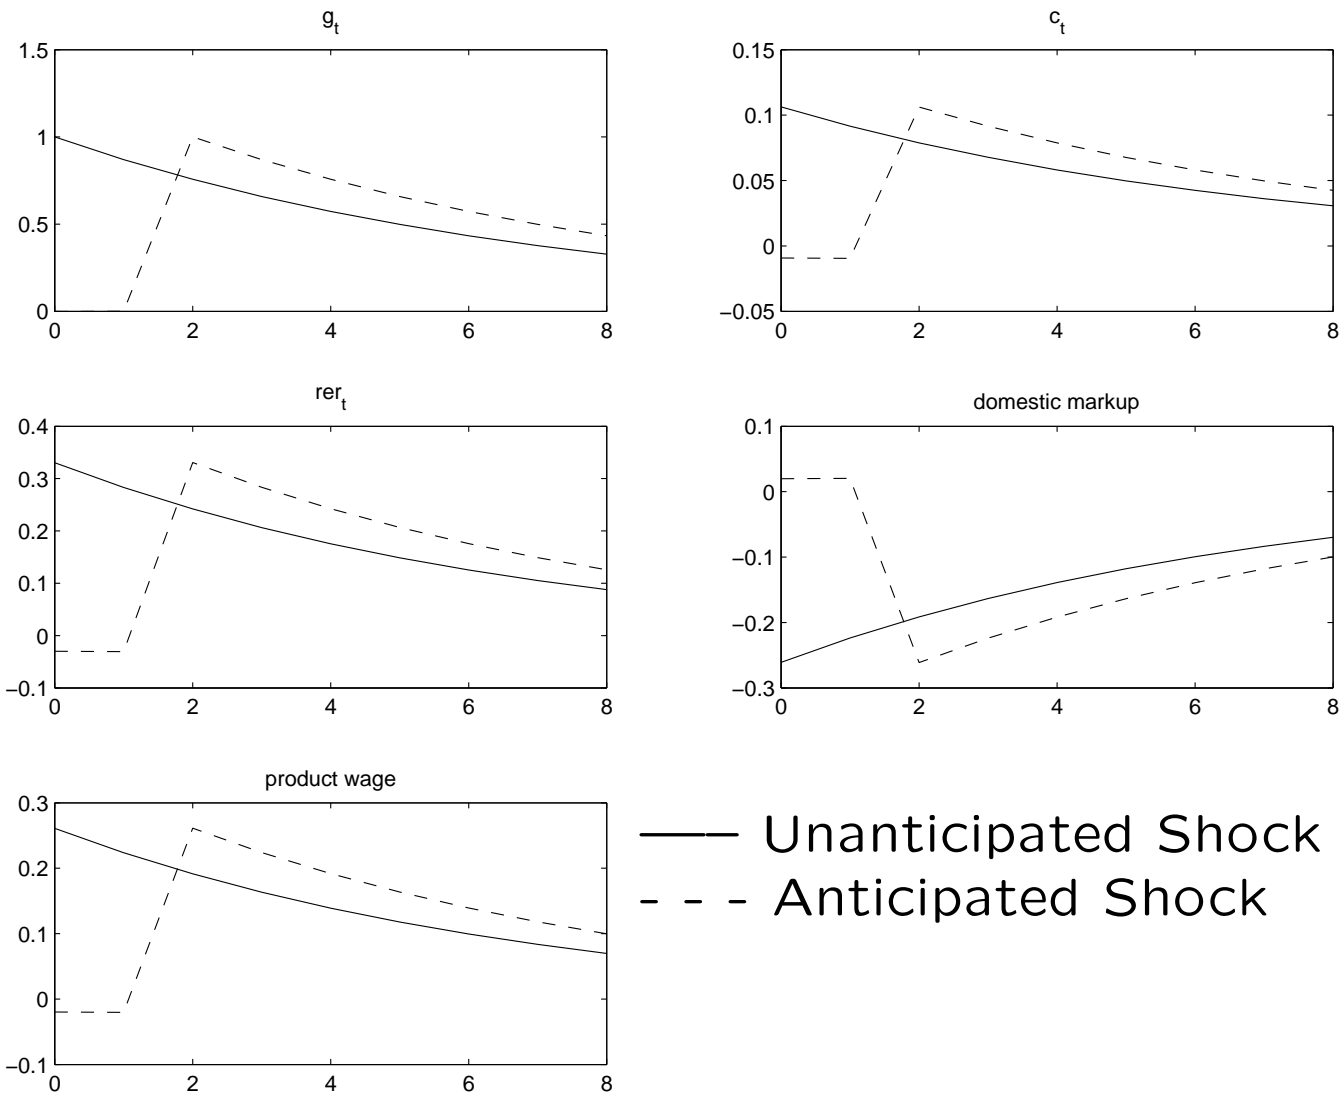 g_t
1.5
1
0.5
0
0 2 4 6 8
c_t
0.15
0.1
0.05
0
−0.05
0 2 4 6 8
rer_t
0.4
0.3
0.2
0.1
0
−0.1
0 2 4 6 8
domestic markup
0.1
0
−0.1
−0.2
−0.3
0 2 4 6 8
product wage
0.3
0.2
0.1
0
−0.1
0 2 4 6 8
Unanticipated Shock
Anticipated Shock